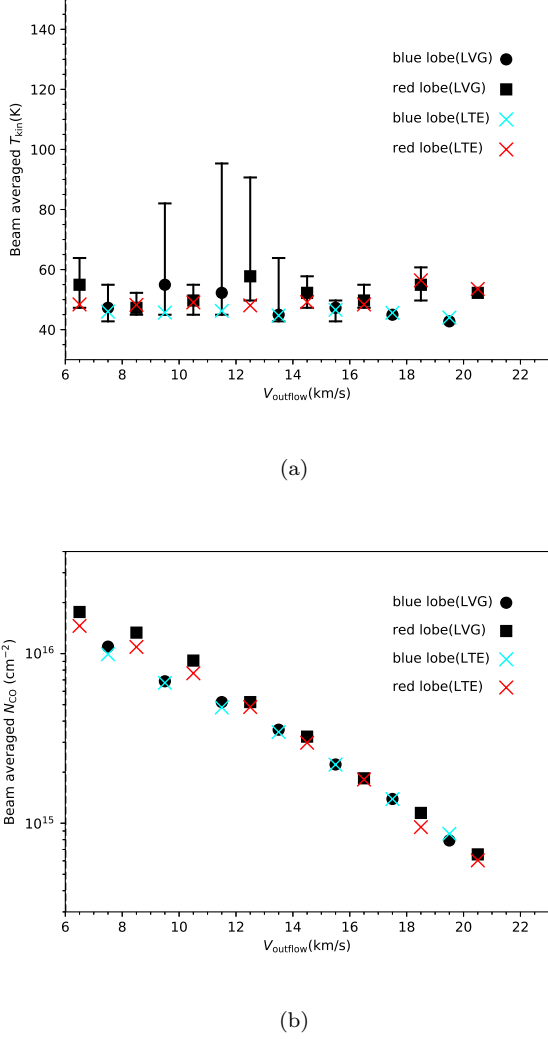 140
120
100
80
60
40
Beam averaged T_kin(K)
blue lobe(LVG)
red lobe(LVG)
blue lobe(LTE)
red lobe(LTE)
6 8 10 12 14 16 18 20 22
V_outflow(km/s)
(a)
10^16
10^15
Beam averaged N_CO (cm^−2)
blue lobe(LVG)
red lobe(LVG)
blue lobe(LTE)
red lobe(LTE)
6 8 10 12 14 16 18 20 22
V_outflow(km/s)
(b)